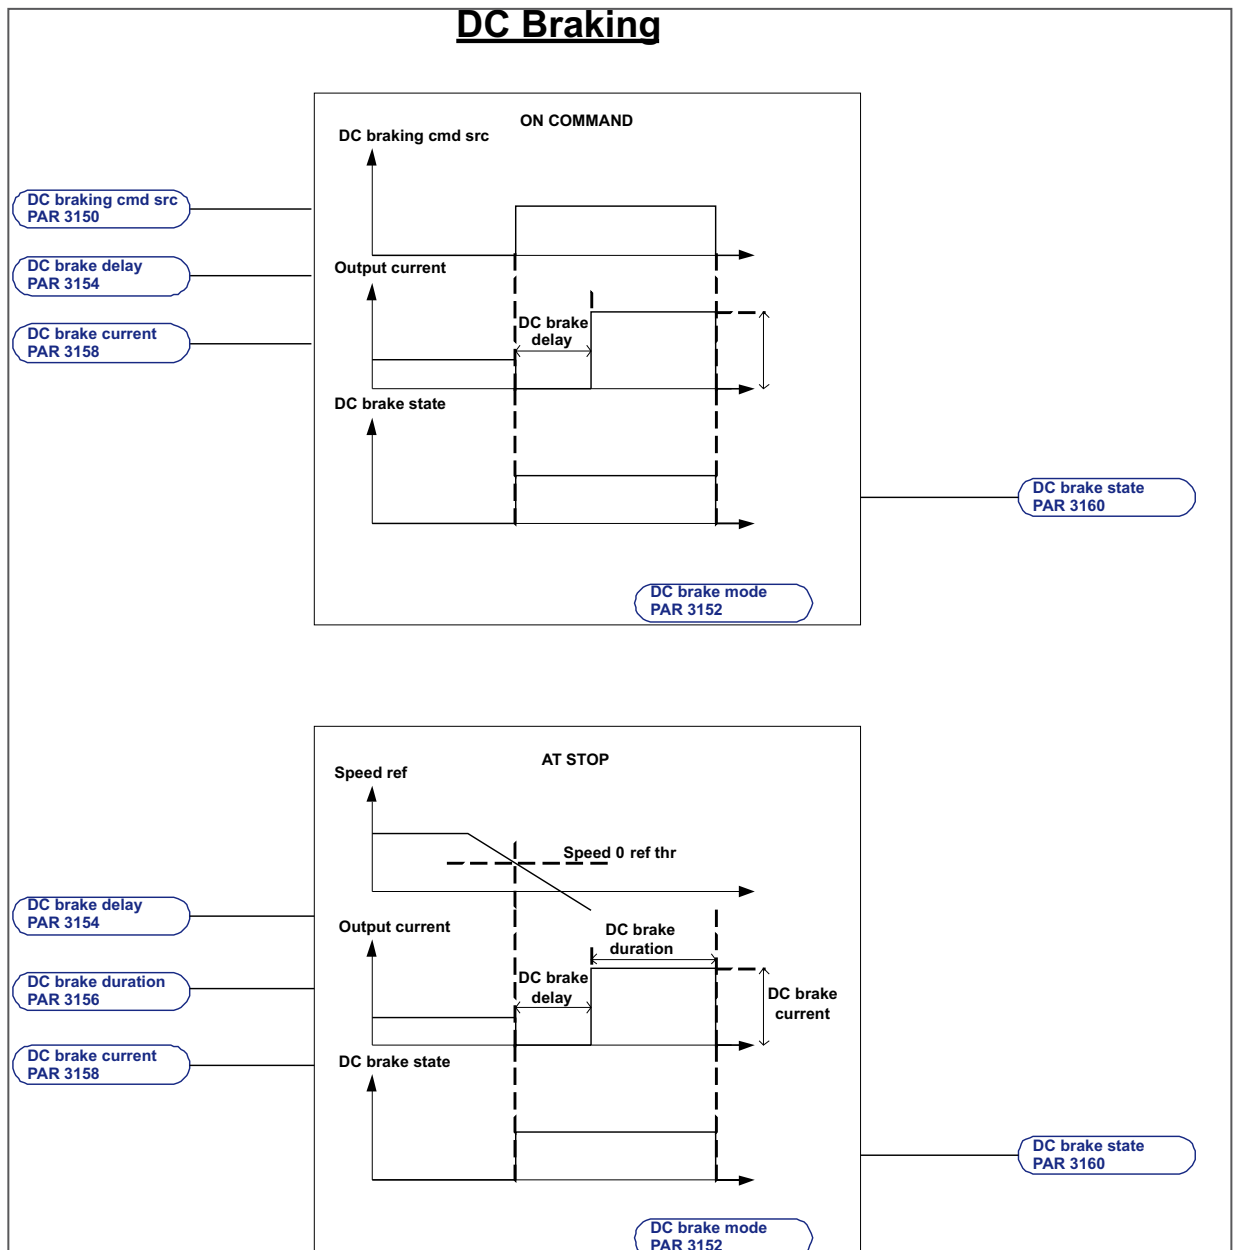 DC Braking
ON COMMAND
DC braking cmd src
DC braking cmd src
PAR 3150
Output current
DC brake delay
PAR 3154
DC brake
delay
DC brake current
PAR 3158
DC brake state
DC brake state
PAR 3160
DC brake mode
PAR 3152
AT STOP
Speed ref
Speed 0 ref thr
DC brake delay
PAR 3154
Output current
DC brake
duration
DC brake
delay
DC brake duration
PAR 3156
DC brake
current
DC brake current
PAR 3158
DC brake state
DC brake state
PAR 3160
DC brake mode
PAR 3152